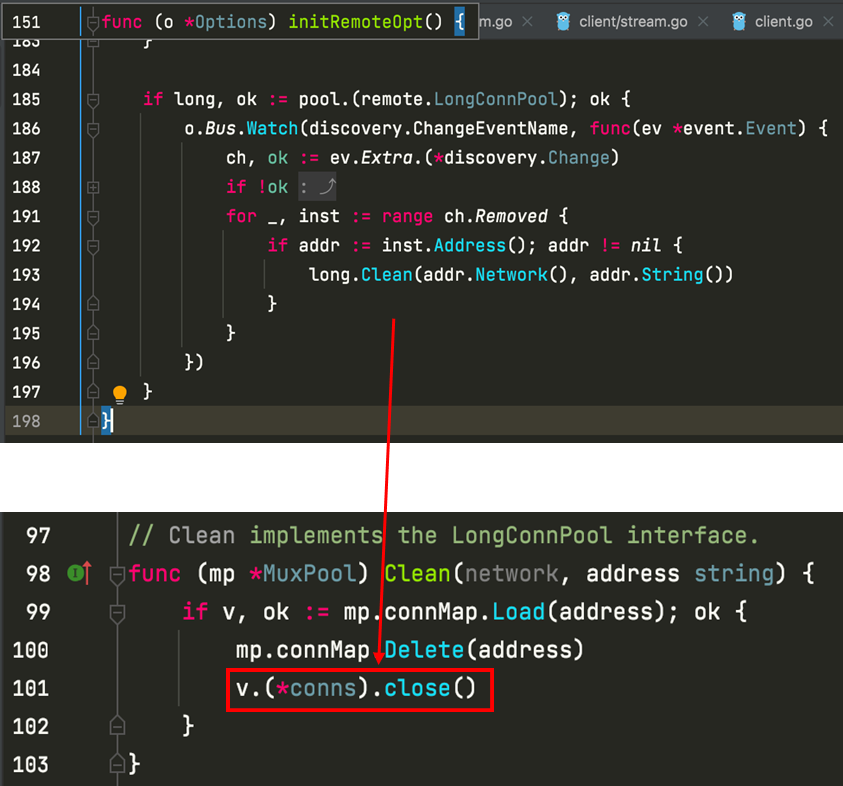 151 func (o *Options) initRemoteOpt() { m.go client/stream.go client.go
183 }
184
185 if long, ok := pool.(remote.LongConnPool); ok {
186 o.Bus.Watch(discovery.ChangeEventName, func(ev *event.Event) {
187 ch, ok := ev.Extra.(*discovery.Change)
188 if !ok :
191 for _, inst := range ch.Removed {
192 if addr := inst.Address(); addr != nil {
193 long.Clean(addr.Network(), addr.String())
194 }
195 }
196 })
197 }
198 }
97 // Clean implements the LongConnPool interface.
98 I func (mp *MuxPool) Clean(network, address string) {
99 if v, ok := mp.connMap.Load(address); ok {
100 mp.connMap.Delete(address)
101 v.(*conns).close()
102 }
103 }